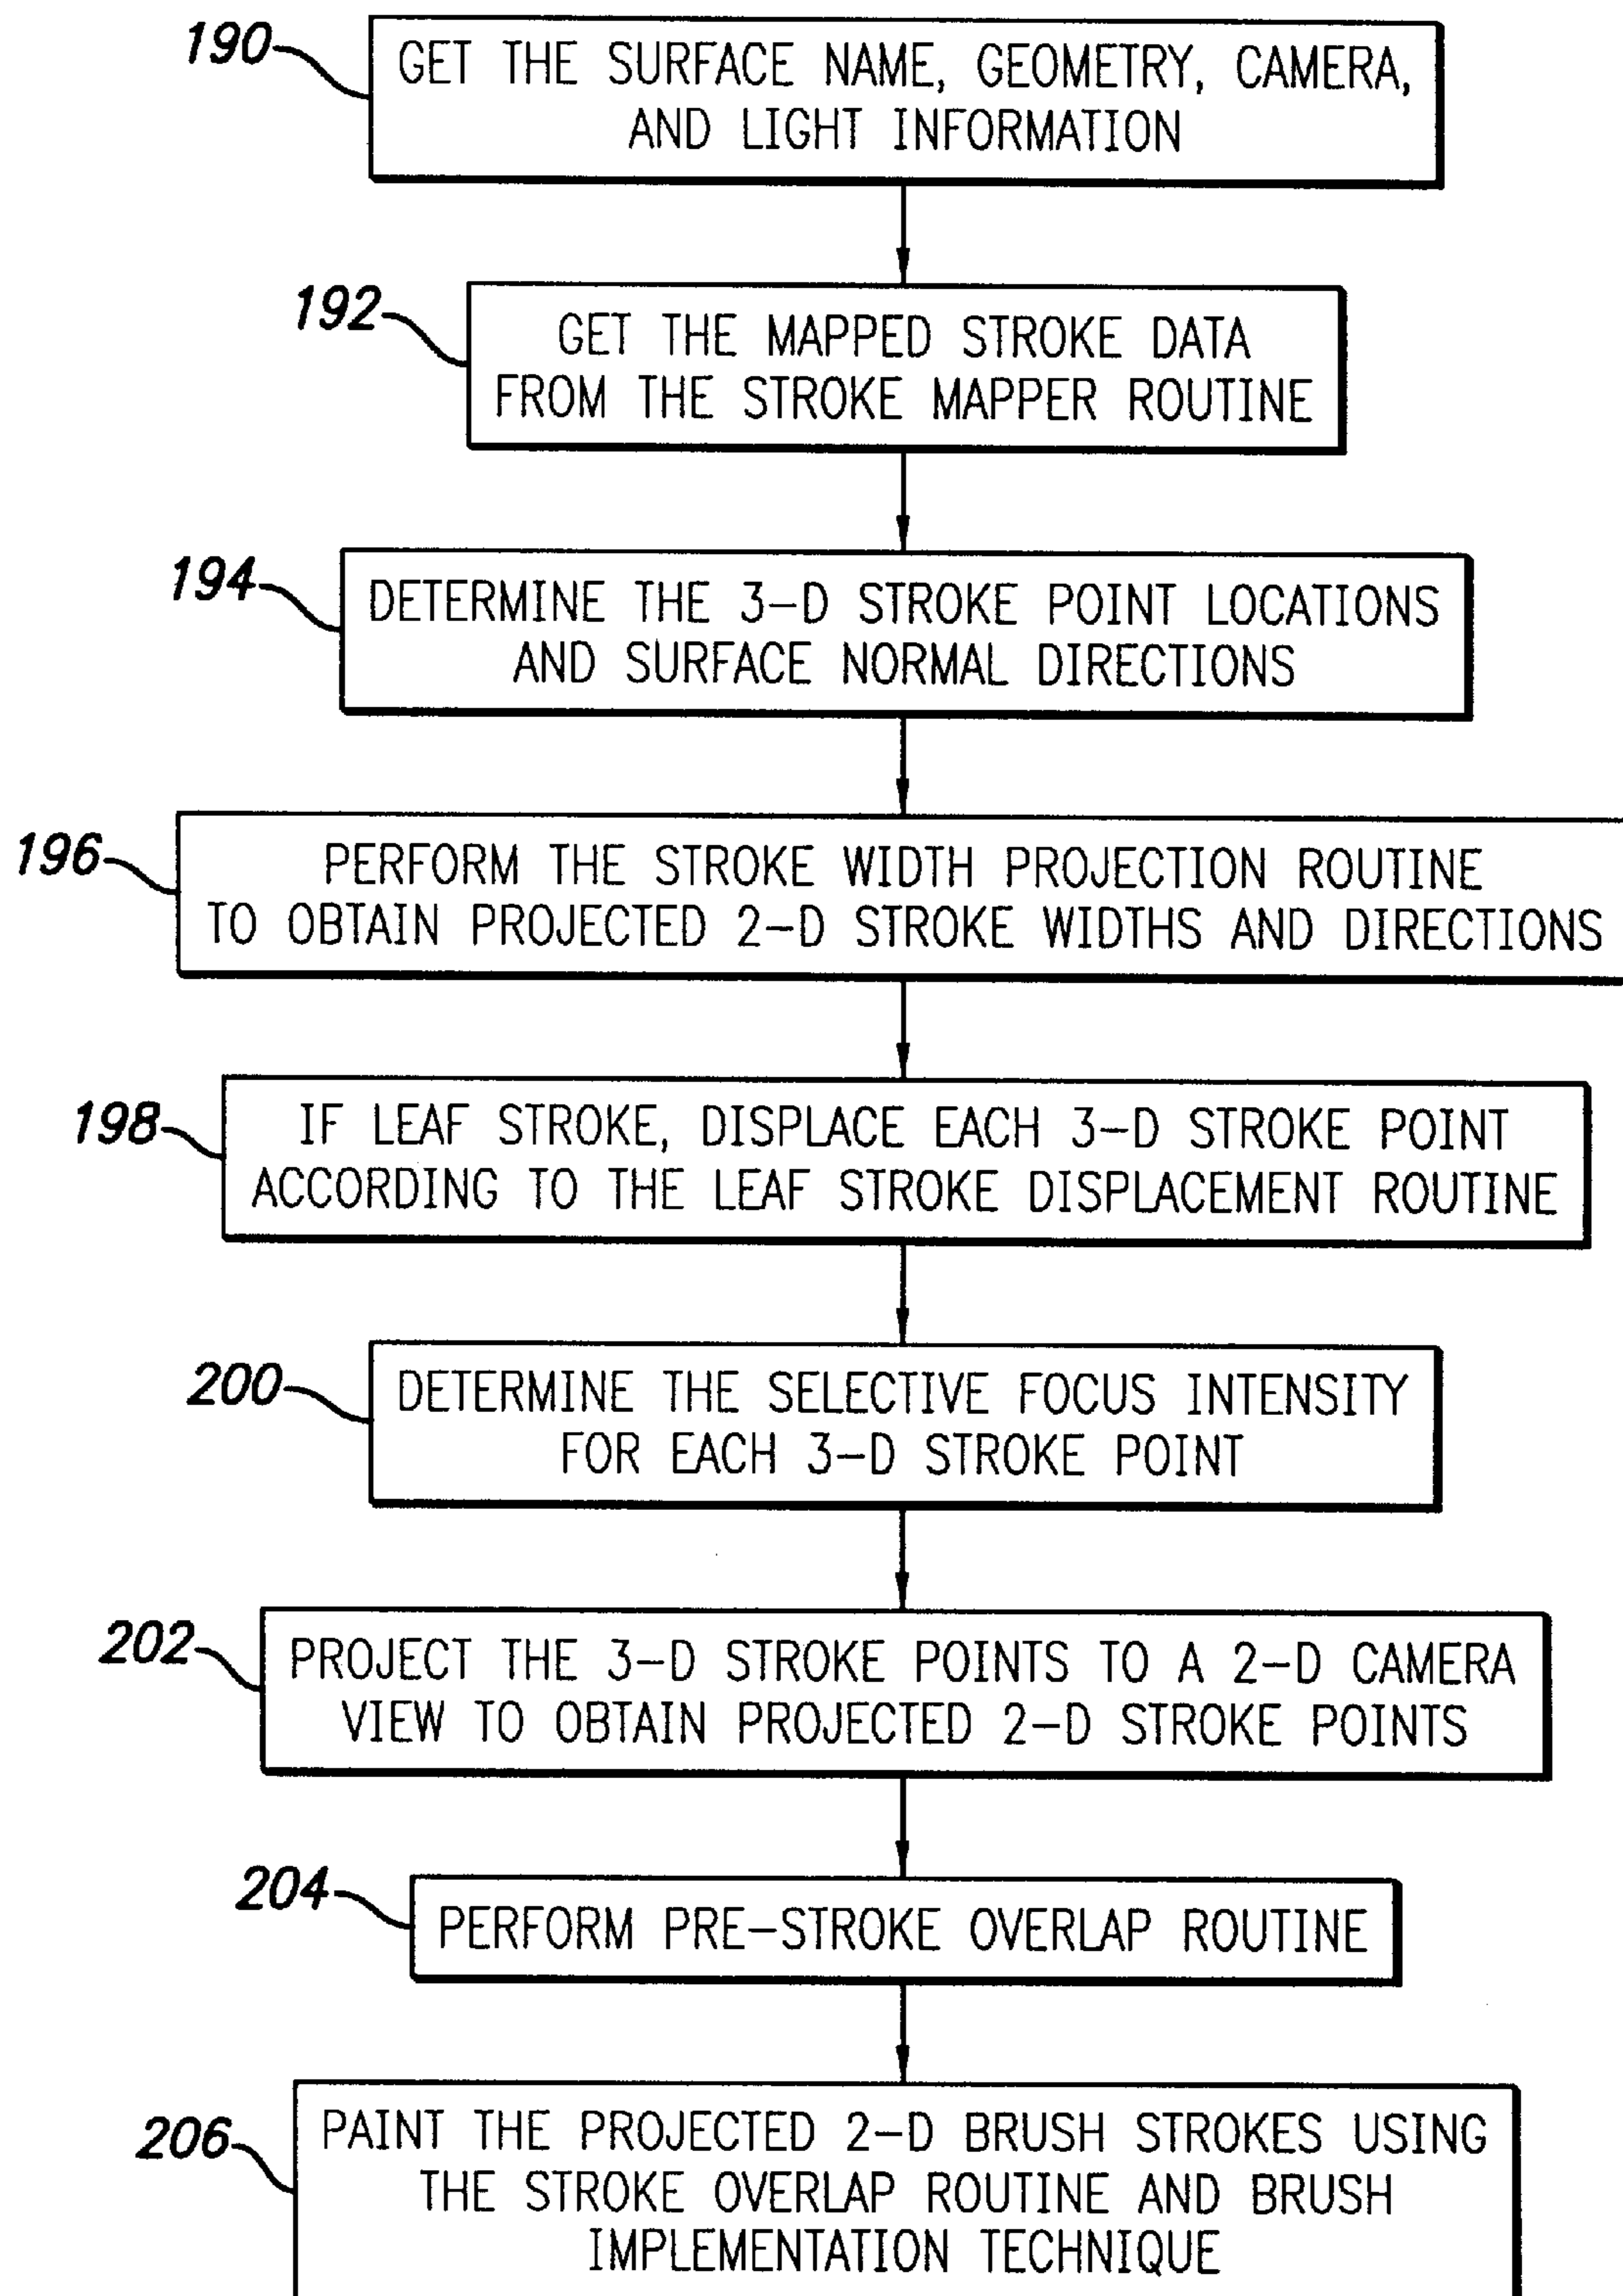 190
GET THE SURFACE NAME, GEOMETRY, CAMERA,
AND LIGHT INFORMATION
192
GET THE MAPPED STROKE DATA
FROM THE STROKE MAPPER ROUTINE
194
DETERMINE THE 3-D STROKE POINT LOCATIONS
AND SURFACE NORMAL DIRECTIONS
196
PERFORM THE STROKE WIDTH PROJECTION ROUTINE
TO OBTAIN PROJECTED 2-D STROKE WIDTHS AND DIRECTIONS
198
IF LEAF STROKE, DISPLACE EACH 3-D STROKE POINT
ACCORDING TO THE LEAF STROKE DISPLACEMENT ROUTINE
200
DETERMINE THE SELECTIVE FOCUS INTENSITY
FOR EACH 3-D STROKE POINT
202
PROJECT THE 3-D STROKE POINTS TO A 2-D CAMERA
VIEW TO OBTAIN PROJECTED 2-D STROKE POINTS
204
PERFORM PRE-STROKE OVERLAP ROUTINE
206
PAINT THE PROJECTED 2-D BRUSH STROKES USING
THE STROKE OVERLAP ROUTINE AND BRUSH
IMPLEMENTATION TECHNIQUE